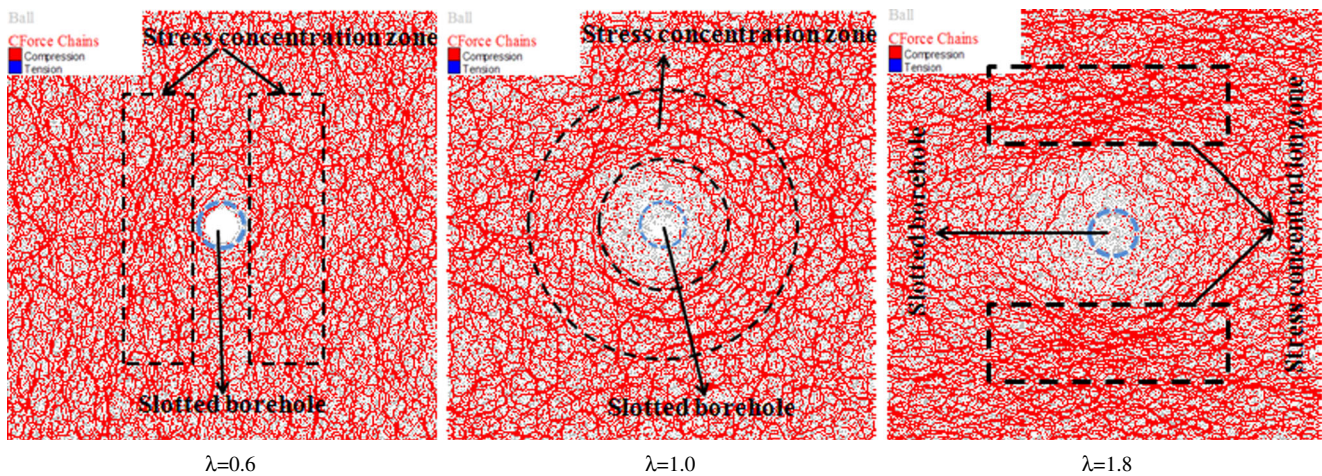 Ball
CForce Chains
Compression
Tension
Stress concentration zone
Slotted borehole
λ=0.6
Ball
CForce Chains
Compression
Tension
Stress concentration zone
Slotted borehole
λ=1.0
Ball
CForce Chains
Compression
Tension
Slotted borehole
Stress concentration zone
λ=1.8